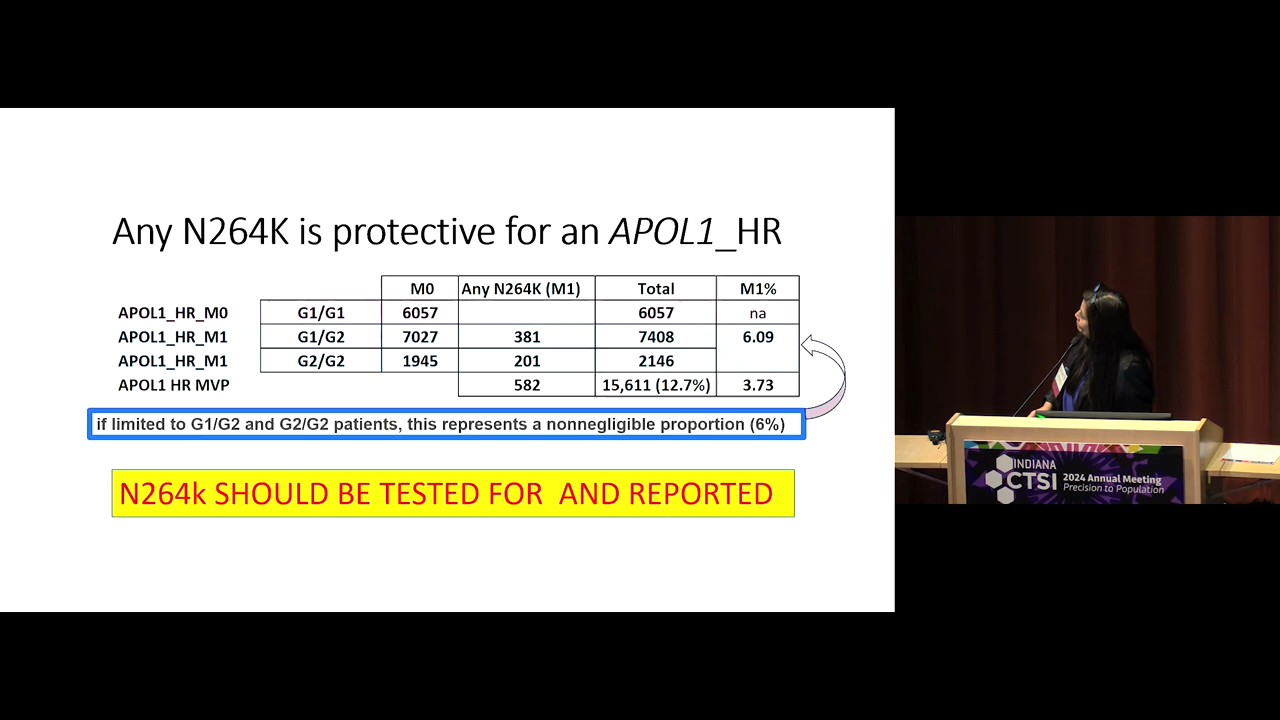 Any N264K is protective for an APOL1_HR
M0 Any N264K (M1) Total M1%
APOL1_HR_M0 G1/G1 6057 6057 na
APOL1_HR_M1 G1/G2 7027 381 7408 6.09
APOL1_HR_M1 G2/G2 1945 201 2146
APOL1 HR MVP 582 15,611 (12.7%) 3.73
if limited to G1/G2 and G2/G2 patients, this represents a nonnegligible proportion (6%)
N264k SHOULD BE TESTED FOR AND REPORTED
INDIANA
CTSI
2024 Annual Meeting
Precision to Population